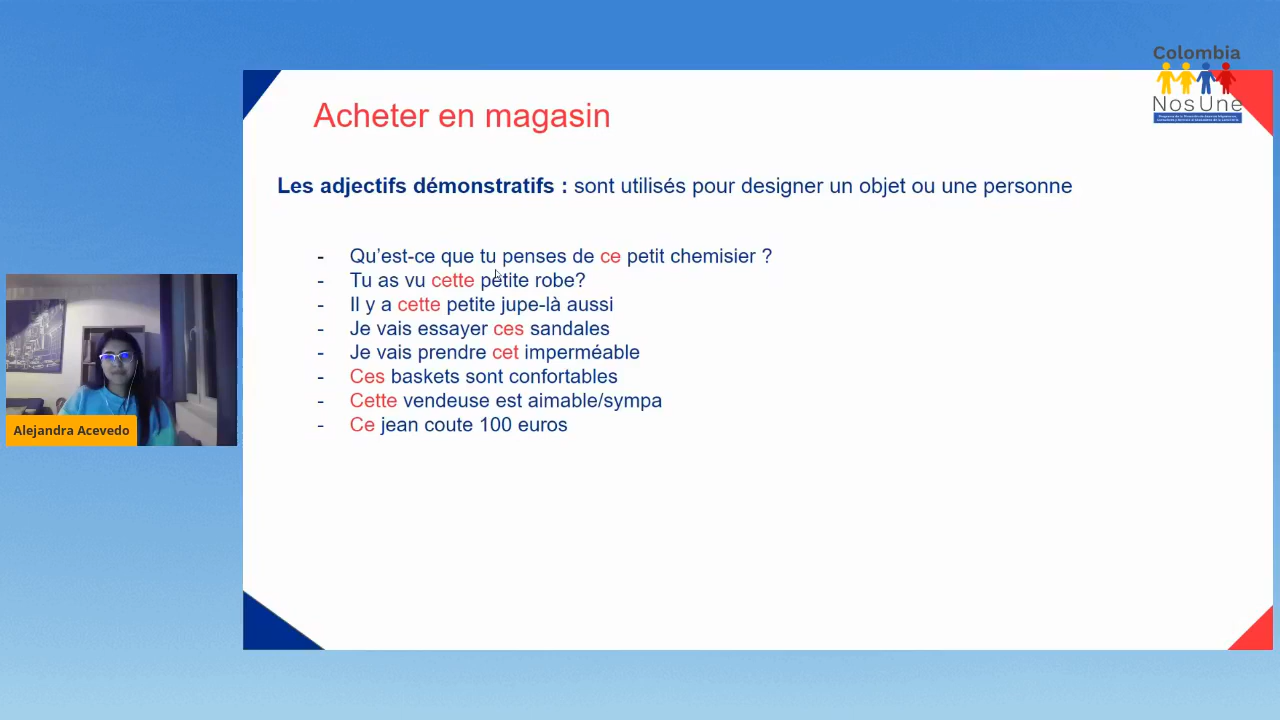 Colombia
NosUne
Acheter en magasin
Les adjectifs démonstratifs : sont utilisés pour designer un objet ou une personne
- Qu'est-ce que tu penses de ce petit chemisier ?
- Tu as vu cette petite robe?
- Il y a cette petite jupe-là aussi
- Je vais essayer ces sandales
- Je vais prendre cet imperméable
- Ces baskets sont confortables
- Cette vendeuse est aimable/sympa
- Ce jean coute 100 euros
Alejandra Acevedo